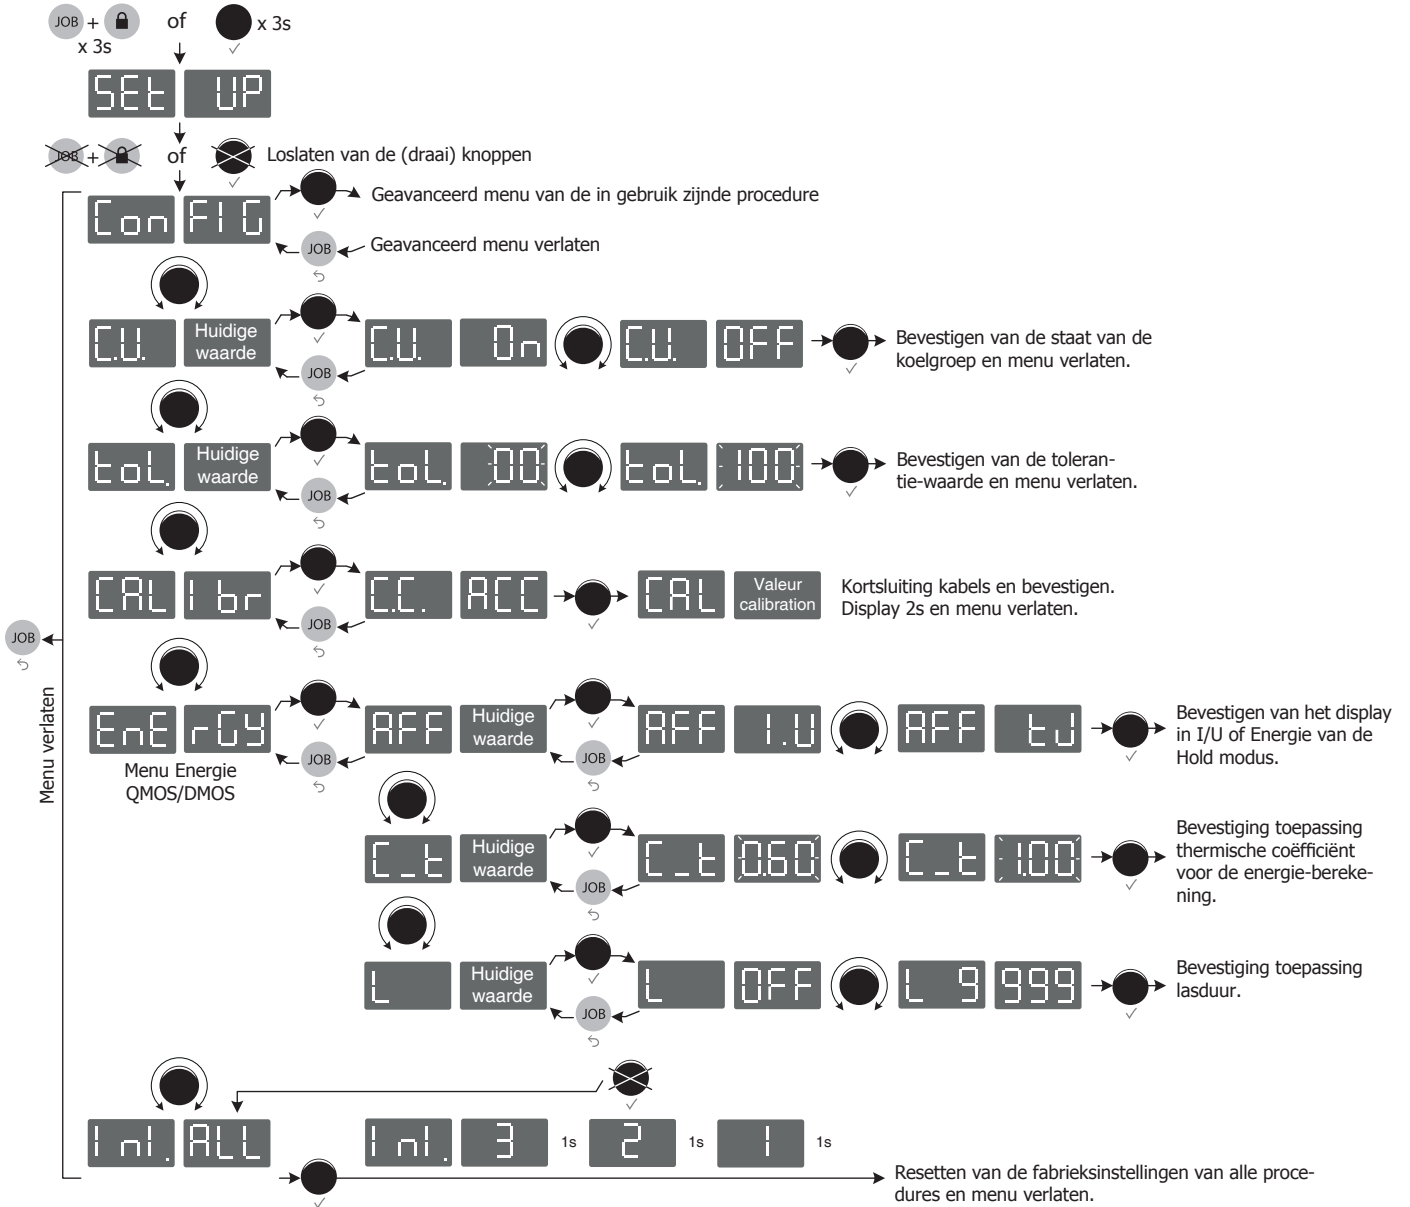 JOB + of x 3s
x 3s
SEt UP
JOB + of Loslaten van de (draai) knoppen
Con FIG
Geavanceerd menu van de in gebruik zijnde procedure
JOB Geavanceerd menu verlaten
C.U. Huidige
waarde
C.U. On C.U. OFF
Bevestigen van de staat van de
koelgroep en menu verlaten.
JOB
toL. Huidige
waarde
toL. 00 toL. 100
Bevestigen van de toleran-
tie-waarde en menu verlaten.
JOB
CAL Ibr C.C. ACC CAL Valeur
calibration
Kortsluiting kabels en bevestigen.
Display 2s en menu verlaten.
JOB
JOB
Menu verlaten
EnE rGY
Menu Energie
QMOS/DMOS
JOB
AFF Huidige
waarde
JOB
AFF I.U AFF tJ
Bevestigen van het display
in I/U of Energie van de
Hold modus.
C_t Huidige
waarde
JOB
C_t 0.60 C_t 1.00
Bevestiging toepassing
thermische coëfficiënt
voor de energie-bereke-
ning.
L Huidige
waarde
JOB
L OFF L 9 999
Bevestiging toepassing
lasduur.
InI. ALL InI. 3 1s 2 1s 1 1s
Resetten van de fabrieksinstellingen van alle proce-
dures en menu verlaten.